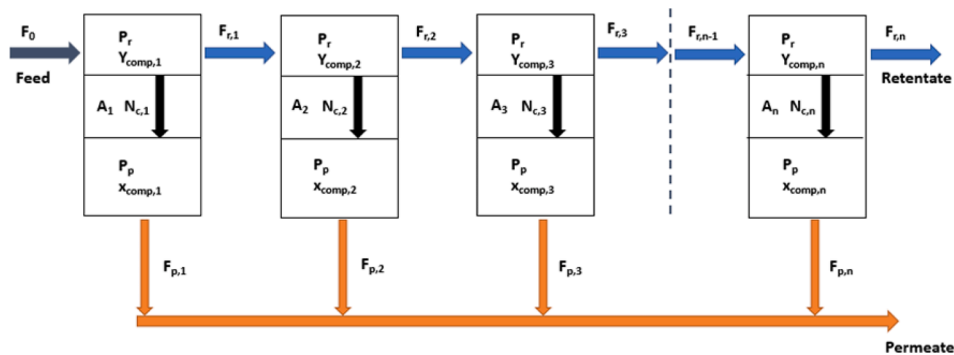 F0
Feed
Pr
Ycomp,1
A1 Nc,1
Pp
xcomp,1
Fr,1
Pr
Ycomp,2
A2 Nc,2
Pp
xcomp,2
Fr,2
Pr
Ycomp,3
A3 Nc,3
Pp
xcomp,3
Fr,3
Fr,n-1
Pr
Ycomp,n
An Nc,n
Pp
xcomp,n
Fr,n
Retentate
Fp,1
Fp,2
Fp,3
Fp,n
Permeate